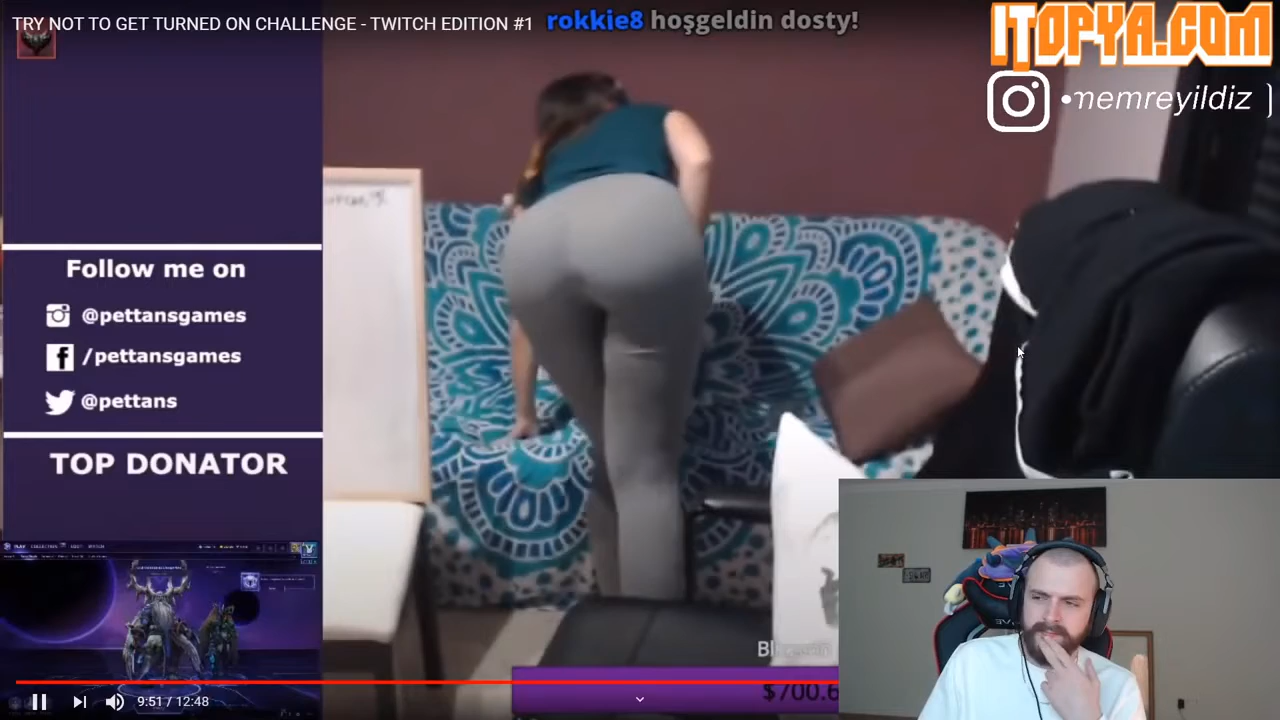 TRY NOT TO GET TURNED ON CHALLENGE - TWITCH EDITION #1
rokkie8 hoşgeldin dosty!
ITOPYA.COM
•nemreyildiz
Follow me on
@pettansgames
/pettansgames
@pettans
TOP DONATOR
$700.6
9:51 / 12:48